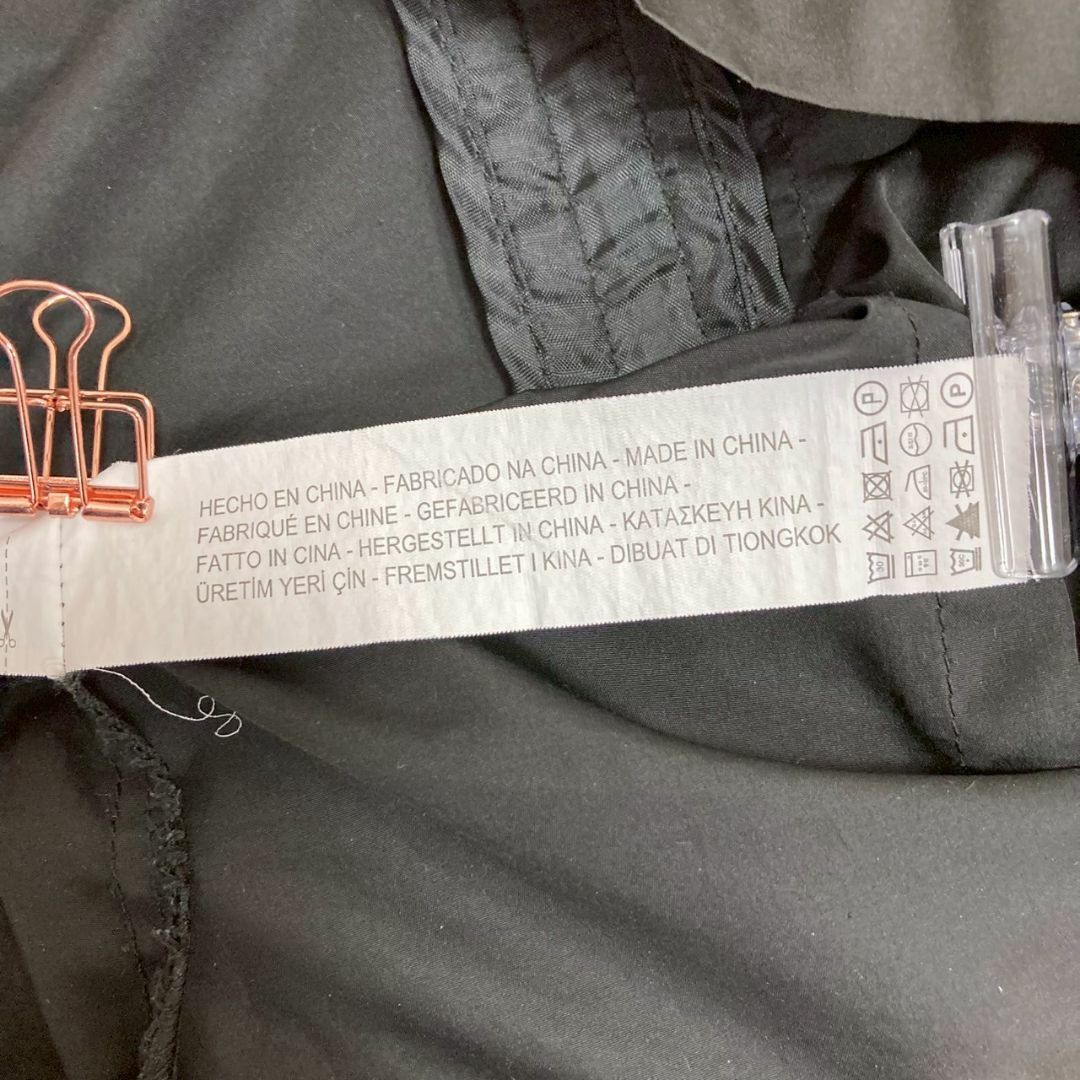 HECHO EN CHINA - FABRICADO NA CHINA - MADE IN CHINA -
FABRIQUÉ EN CHINE - GEFABRICEERD IN CHINA -
FATTO IN CINA - HERGESTELLT IN CHINA - ΚΑΤΑΣΚΕΥΗ ΚΙΝΑ -
ÜRETİM YERİ ÇİN - FREMSTILLET I KINA - DIBUAT DI TIONGKOK
P
P